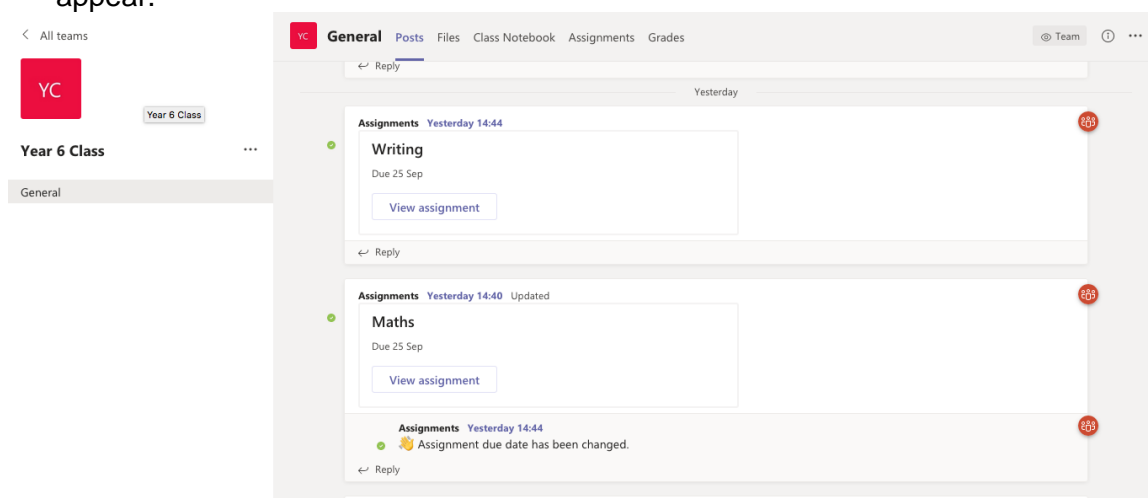 appear.
All teams
YC
Year 6 Class
Year 6 Class
General
YC General Posts Files Class Notebook Assignments Grades Team
Reply
Yesterday
Assignments Yesterday 14:44
Writing
Due 25 Sep
View assignment
Reply
Assignments Yesterday 14:40 Updated
Maths
Due 25 Sep
View assignment
Assignments Yesterday 14:44
👋 Assignment due date has been changed.
Reply